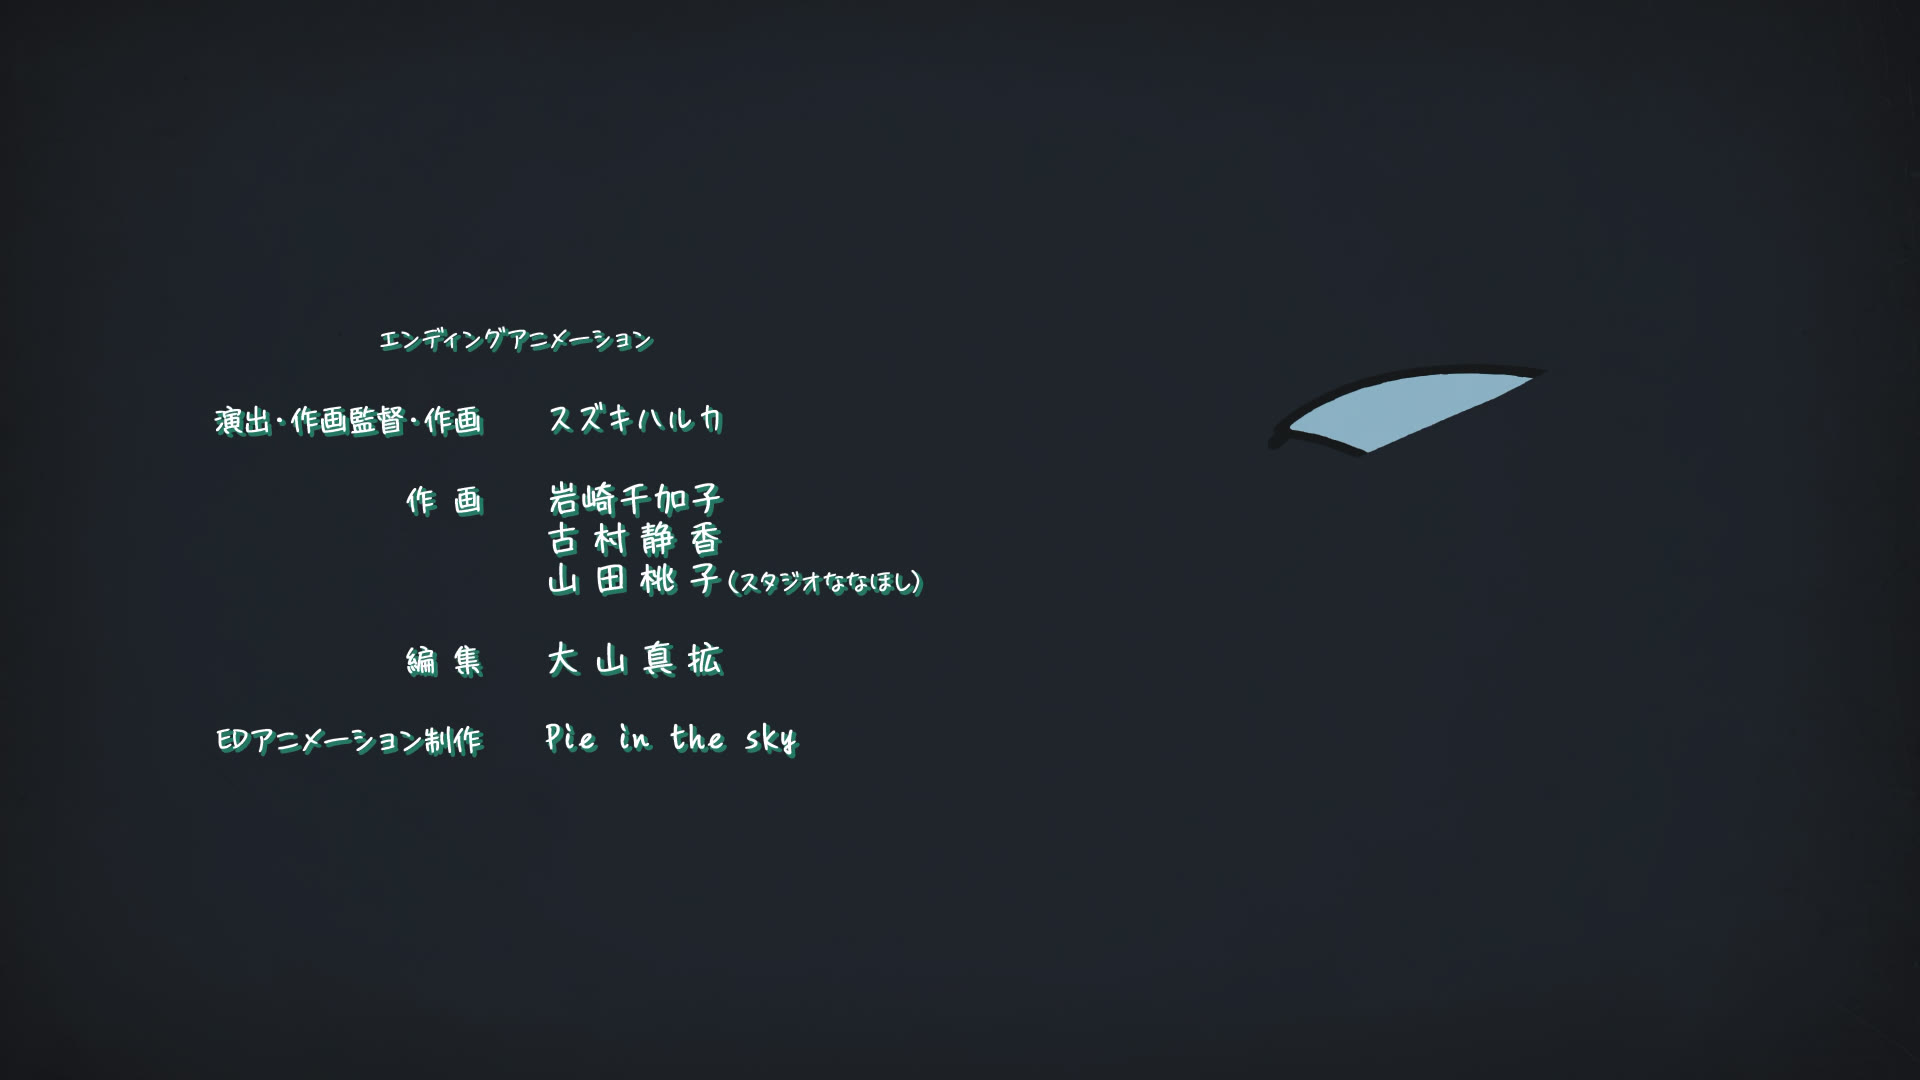 エンディングアニメーション
演出・作画監督・作画 スズキハルカ
作画 岩崎千加子
古村静香
山田桃子(スタジオななほし)
編集 大山真拡
EDアニメーション制作 Pie in the sky